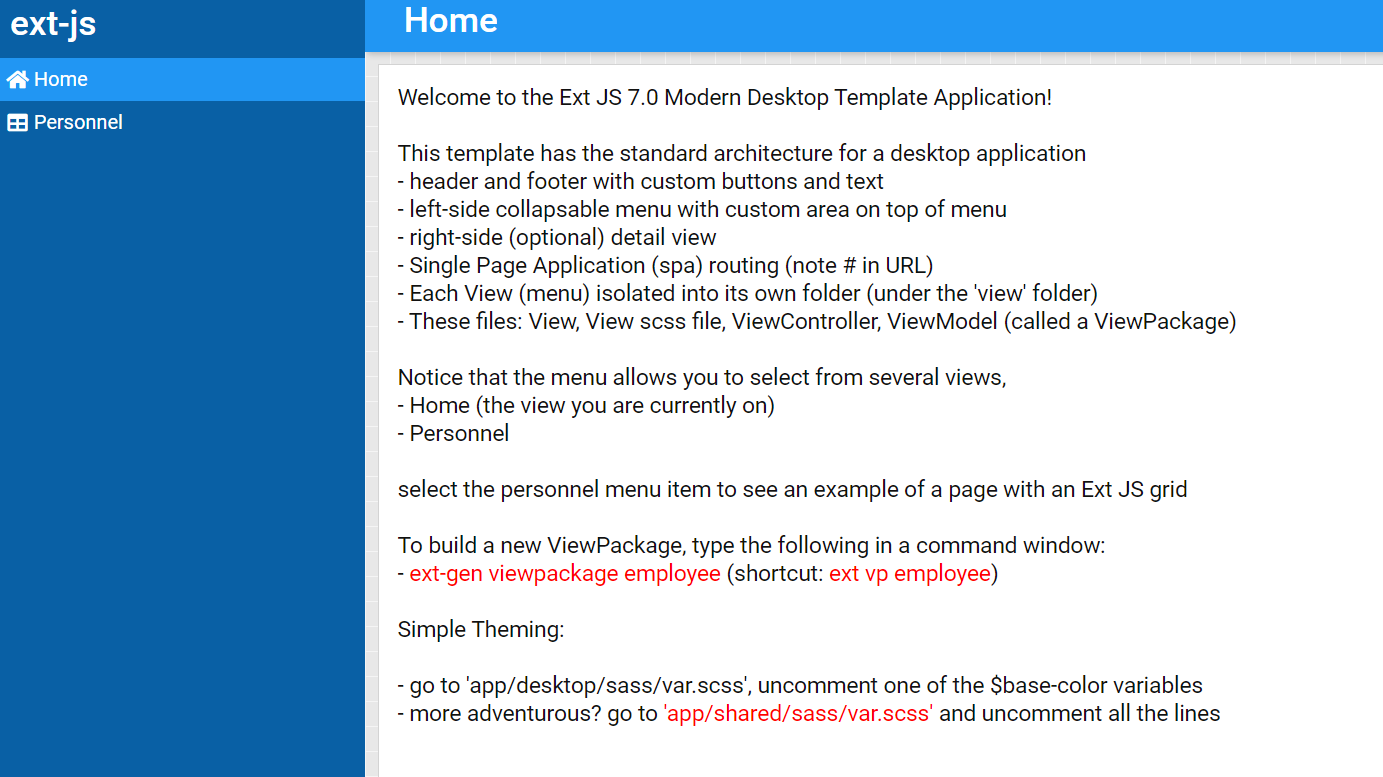 ext-js
Home
Home
Personnel
Welcome to the Ext JS 7.0 Modern Desktop Template Application!
This template has the standard architecture for a desktop application
- header and footer with custom buttons and text
- left-side collapsable menu with custom area on top of menu
- right-side (optional) detail view
- Single Page Application (spa) routing (note # in URL)
- Each View (menu) isolated into its own folder (under the 'view' folder)
- These files: View, View scss file, ViewController, ViewModel (called a ViewPackage)
Notice that the menu allows you to select from several views,
- Home (the view you are currently on)
- Personnel
select the personnel menu item to see an example of a page with an Ext JS grid
To build a new ViewPackage, type the following in a command window:
- ext-gen viewpackage employee (shortcut: ext vp employee)
Simple Theming:
- go to 'app/desktop/sass/var.scss', uncomment one of the $base-color variables
- more adventurous? go to 'app/shared/sass/var.scss' and uncomment all the lines